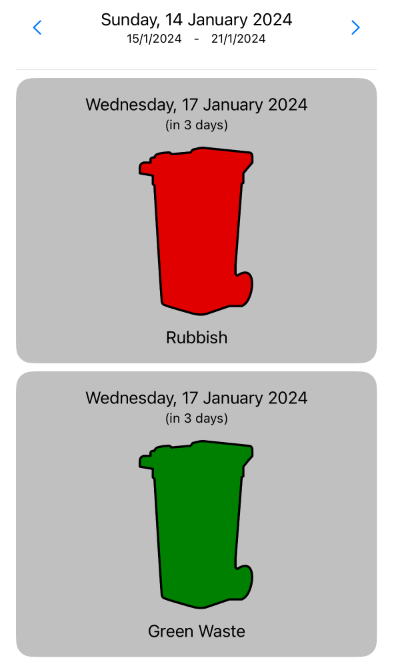 Sunday, 14 January 2024
15/1/2024 - 21/1/2024
Wednesday, 17 January 2024
(in 3 days)
Rubbish
Wednesday, 17 January 2024
(in 3 days)
Green Waste